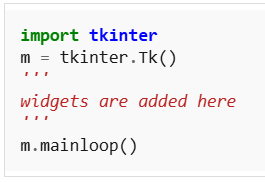 import tkinter
m = tkinter.Tk()
'''
widgets are added here
'''
m.mainloop()